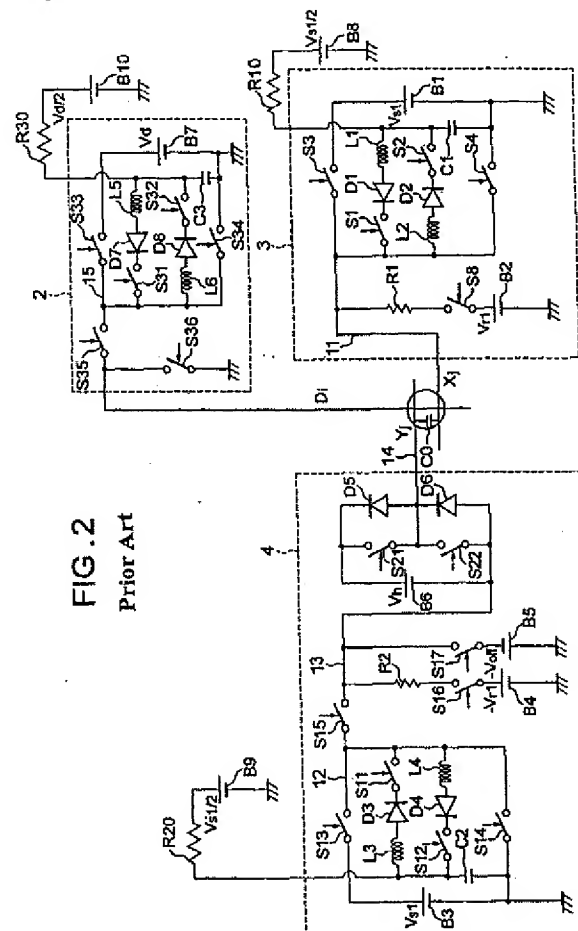 FIG. 2
Prior Art
2
S35
S36
15
S33
D7
L5
S31
S32
D8
L6
C3
S34
Vd
B7
R30
Vd/2
B10
Di
3
11
R1
S8
Vr1
B2
S3
S1
D1
L1
S2
D2
L2
C1
S4
Vs1
B1
R10
Vs1/2
B8
Xj
Yj
C0
14
4
D5
D6
S21
S22
Vh
B6
13
R2
S16
-Vr1
B4
S17
-Voff
B5
S15
12
S13
S11
D3
L3
L4
D4
S12
C2
S14
Vs1
B3
R20
Vs1/2
B9